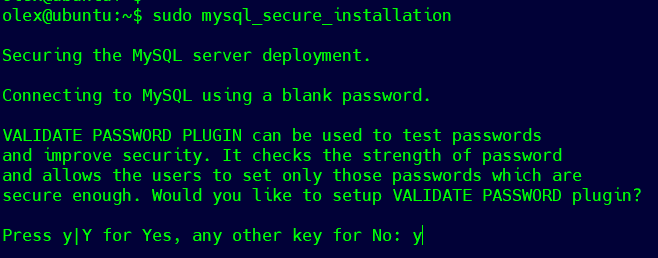 olex@ubuntu:~$ sudo mysql_secure_installation
Securing the MySQL server deployment.
Connecting to MySQL using a blank password.
VALIDATE PASSWORD PLUGIN can be used to test passwords
and improve security. It checks the strength of password
and allows the users to set only those passwords which are
secure enough. Would you like to setup VALIDATE PASSWORD plugin?
Press y|Y for Yes, any other key for No: y